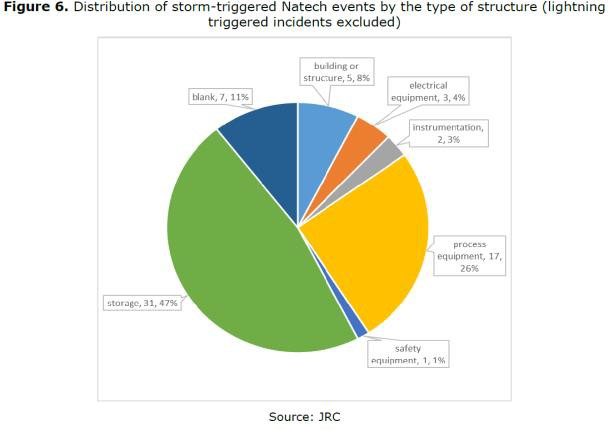 Figure 6. Distribution of storm-triggered Natech events by the type of structure (lightning
triggered incidents excluded)
building or
structure, 5, 8%
electrical
equipment, 3, 4%
blank, 7, 11%
instrumentation,
2, 3%
process
equipment, 17,
26%
storage, 31, 47%
safety
equipment, 1, 1%
Source: JRC